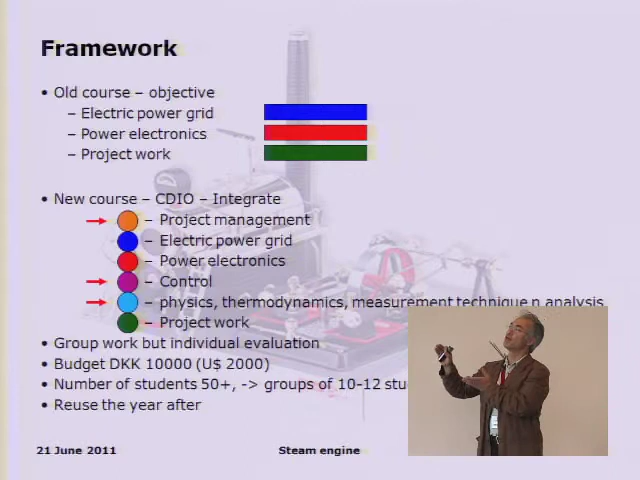 Framework
• Old course – objective
– Electric power grid
– Power electronics
– Project work
• New course – CDIO – Integrate
– Project management
– Electric power grid
– Power electronics
– Control
– physics, thermodynamics, measurement technique n analysis,
– Project work
• Group work but individual evaluation
• Budget DKK 10000 (U$ 2000)
• Number of students 50+, -> groups of 10-12 stu
• Reuse the year after
21 June 2011
Steam engine